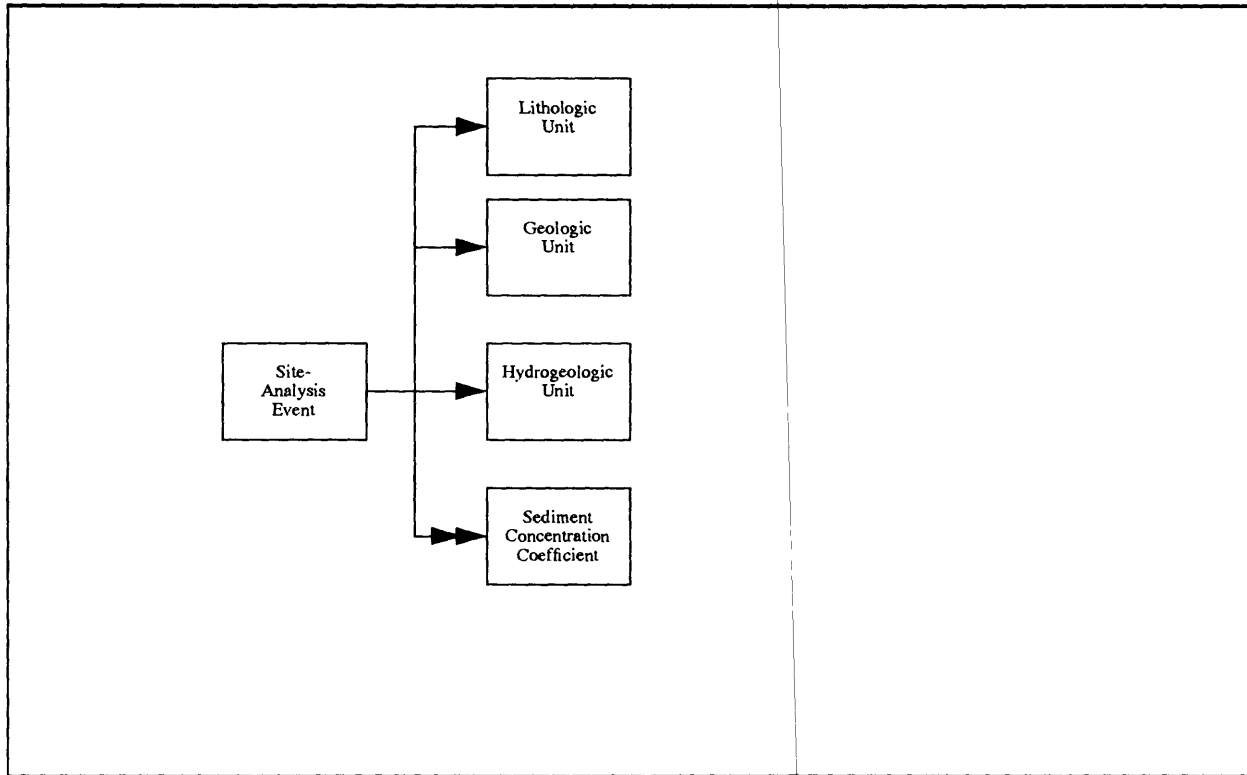 Lithologic
Unit
Geologic
Unit
Site-
Analysis
Event
Hydrogeologic
Unit
Sediment
Concentration
Coefficient